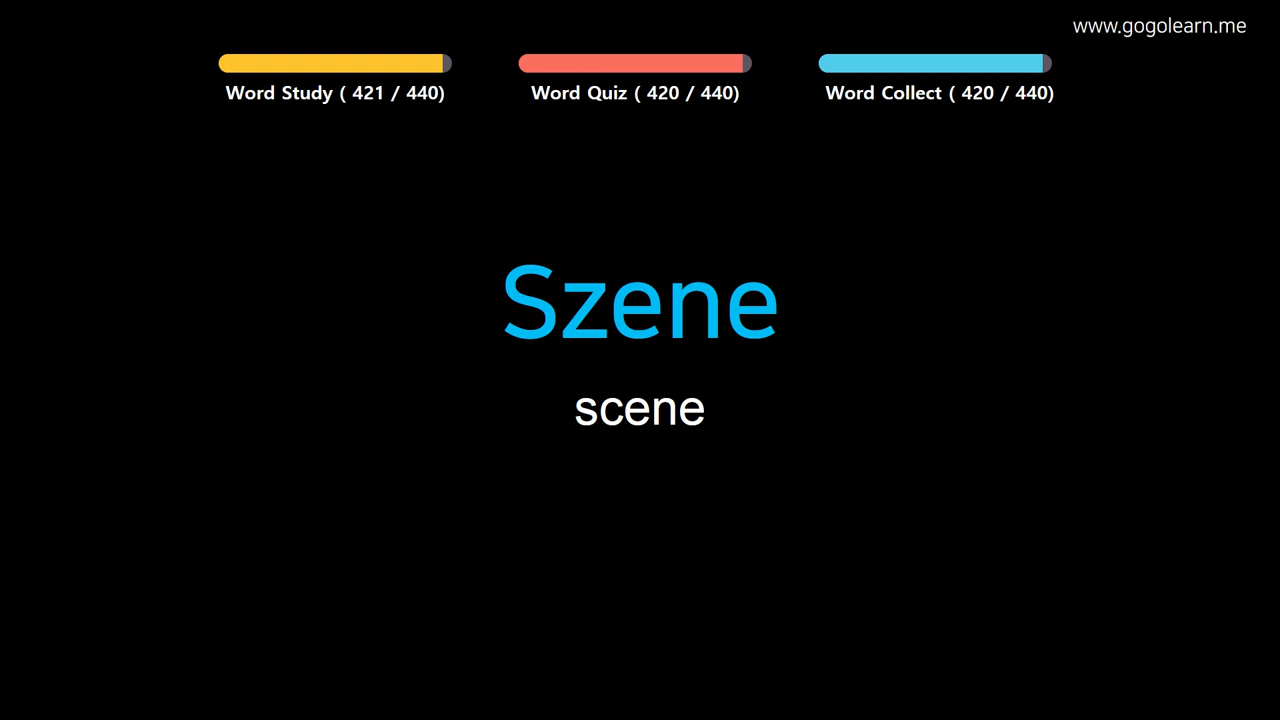 www.gogolearn.me
Word Study ( 421 / 440)
Word Quiz ( 420 / 440)
Word Collect ( 420 / 440)
Szene
scene